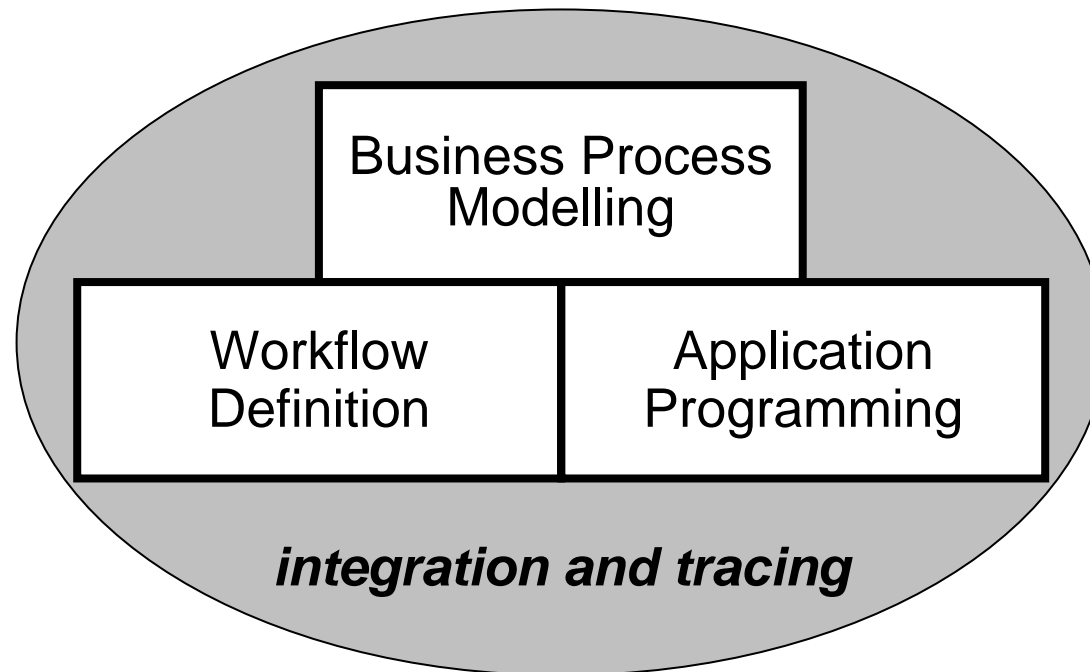 Business Process
Modelling
Workflow
Definition
Application
Programming
integration and tracing